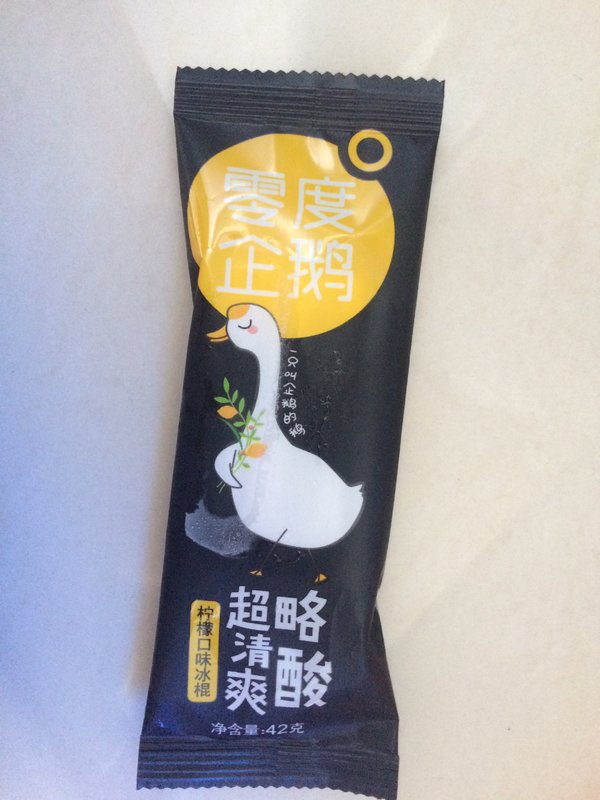 零度
企鹅
一只叫企鹅的鹅
略酸
超清爽
柠檬口味冰棍
净含量:42克